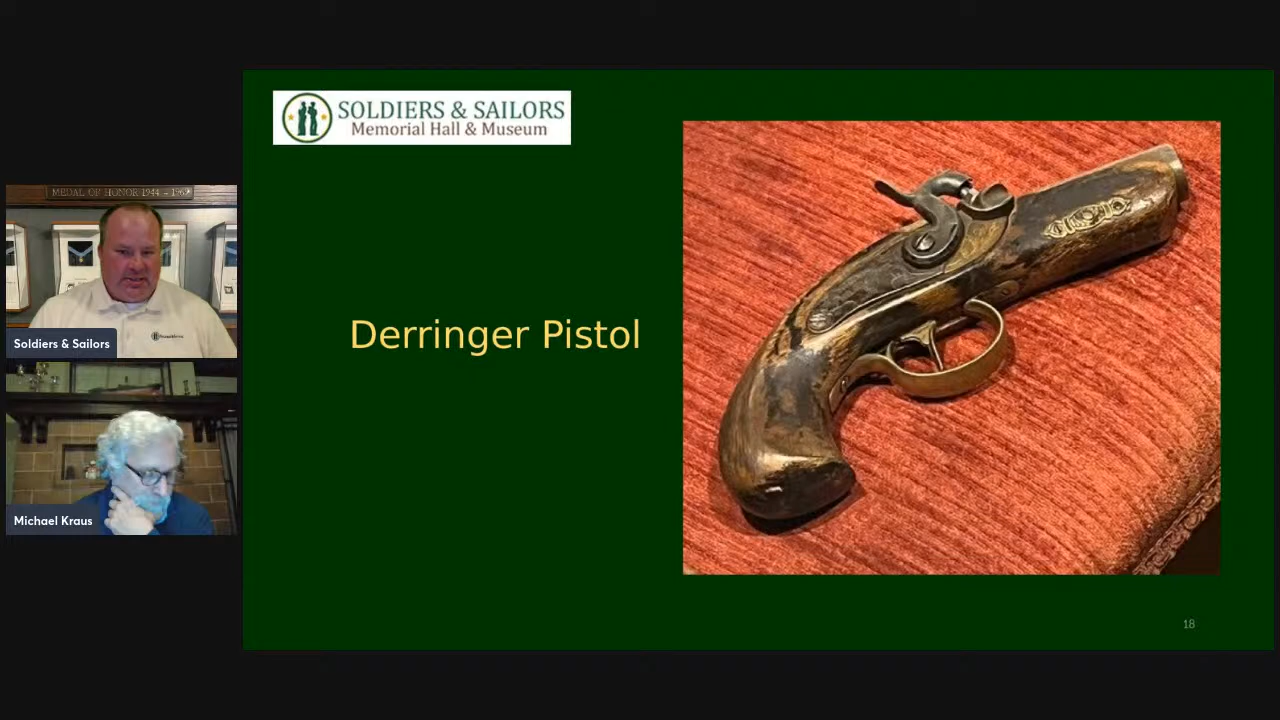 SOLDIERS & SAILORS
Memorial Hall & Museum
MEDAL OF HONOR 1944 – 1969
Soldiers & Sailors
Derringer Pistol
Michael Kraus
18